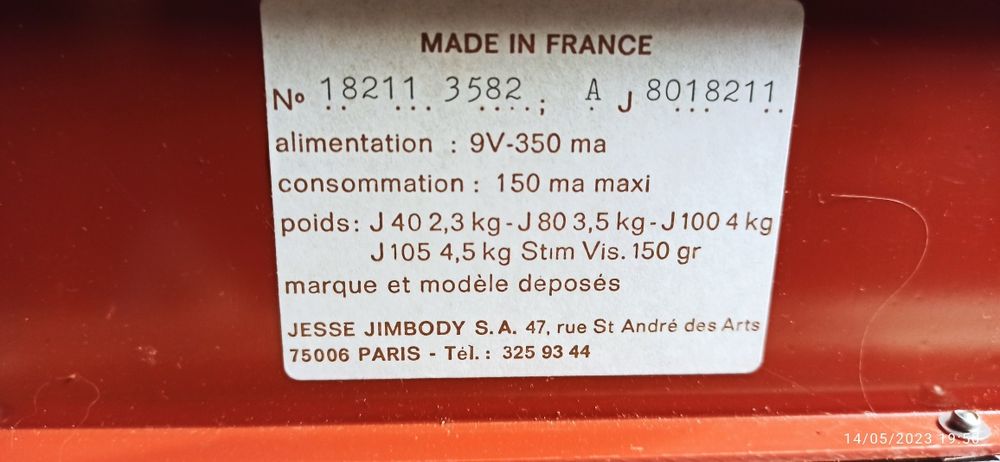 MADE IN FRANCE
Nº 18211 3582 ; A J 8018211
alimentation : 9V-350 ma
consommation : 150 ma maxi
poids: J 40 2,3 kg - J 80 3,5 kg - J 100 4 kg
J 105 4,5 kg Stim Vis. 150 gr
marque et modèle déposés
JESSE JIMBODY S.A. 47, rue St André des Arts
75006 PARIS - Tél. : 325 93 44
14/05/2023 19:50